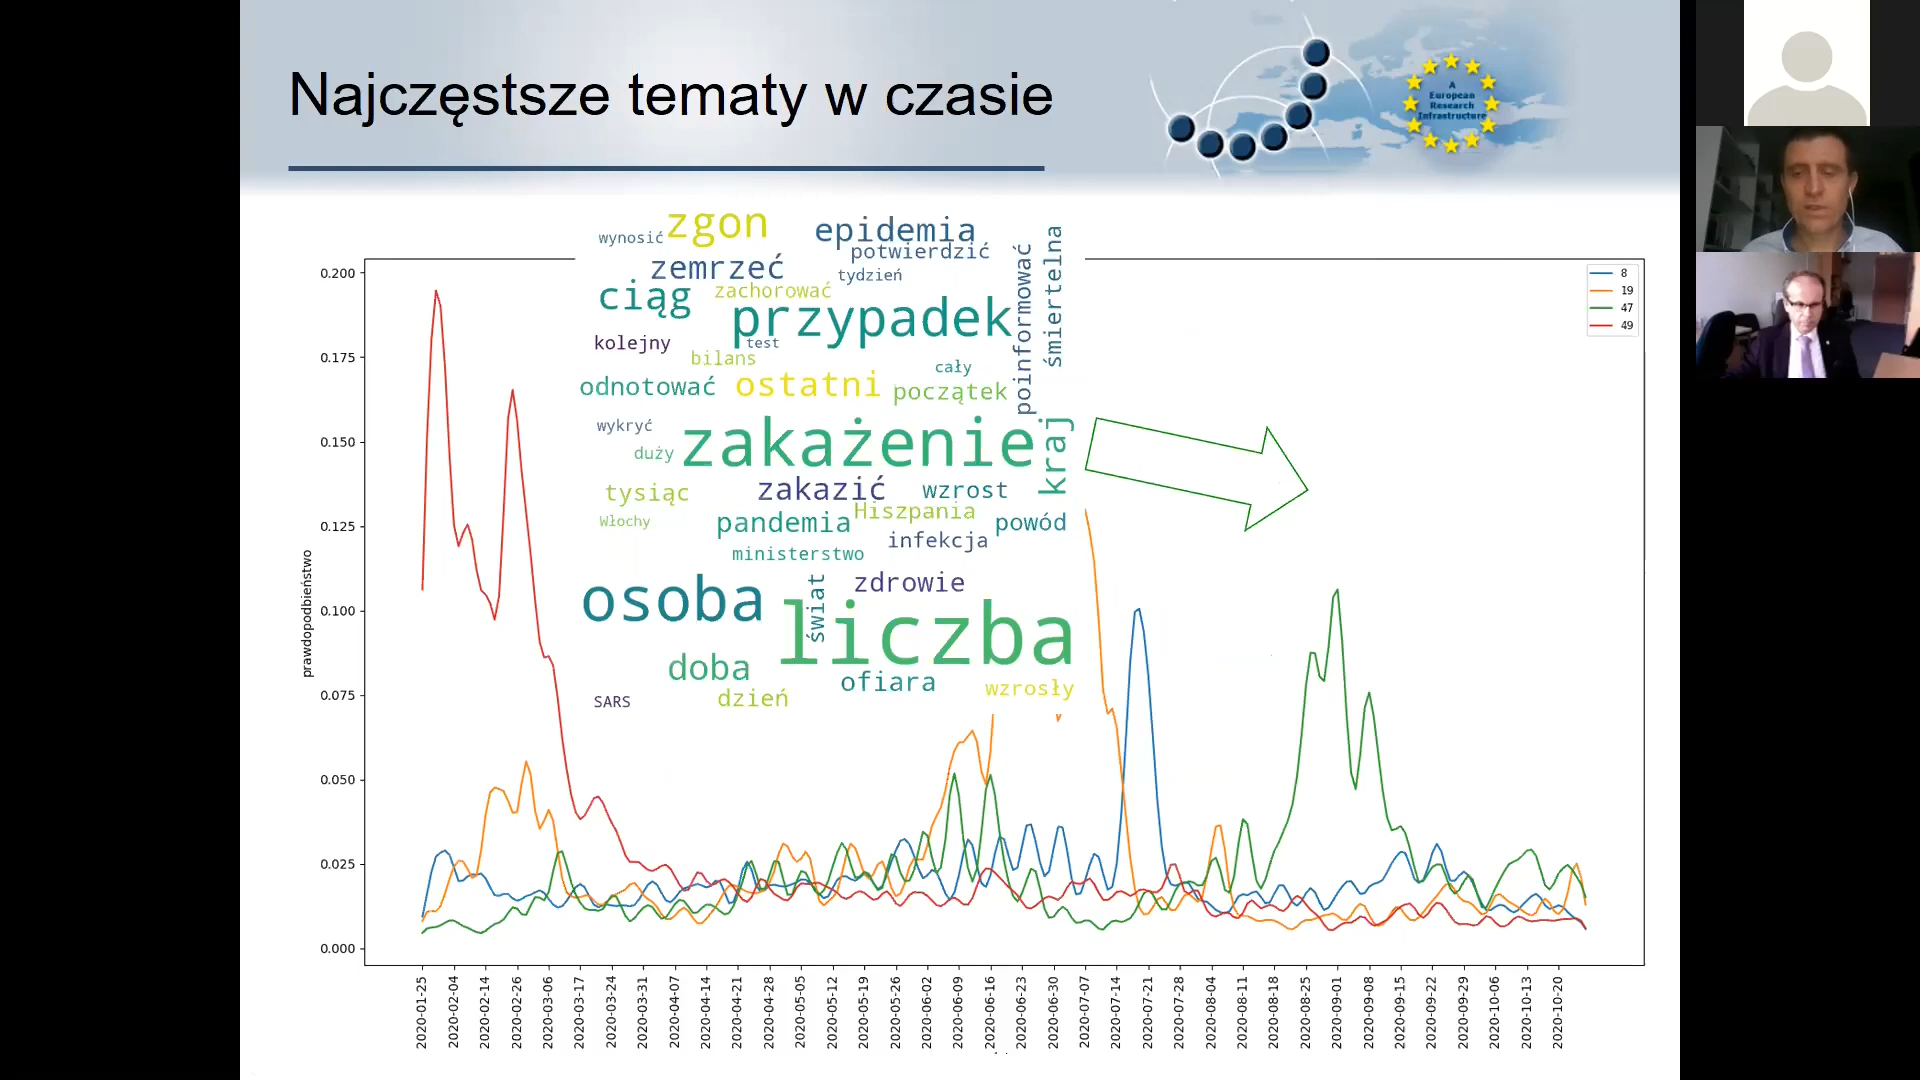 Najczęstsze tematy w czasie
A
European
Research
Infrastructure
zgon
wynosić
epidemia
potwierdzić
zemrzeć
tydzień
ciąg
zachorować
przypadek
poinformować
śmiertelna
kolejny
test
bilans
cały
odnotować
ostatni
początek
wykryć
zakażenie
kraj
duży
tysiąc
zakazić
wzrost
Włochy
pandemia
Hiszpania
powód
ministerstwo
infekcja
osoba
świat
zdrowie
liczba
doba
ofiara
SARS
dzień
wzrosły
8
19
47
49
prawdopodobieństwo
0.200
0.175
0.150
0.125
0.100
0.075
0.050
0.025
0.000
2020-01-25
2020-02-04
2020-02-14
2020-02-26
2020-03-06
2020-03-17
2020-03-24
2020-03-31
2020-04-07
2020-04-14
2020-04-21
2020-04-28
2020-05-05
2020-05-12
2020-05-19
2020-05-26
2020-06-02
2020-06-09
2020-06-16
2020-06-23
2020-06-30
2020-07-07
2020-07-14
2020-07-21
2020-07-28
2020-08-04
2020-08-11
2020-08-18
2020-08-25
2020-09-01
2020-09-08
2020-09-15
2020-09-22
2020-09-29
2020-10-06
2020-10-13
2020-10-20